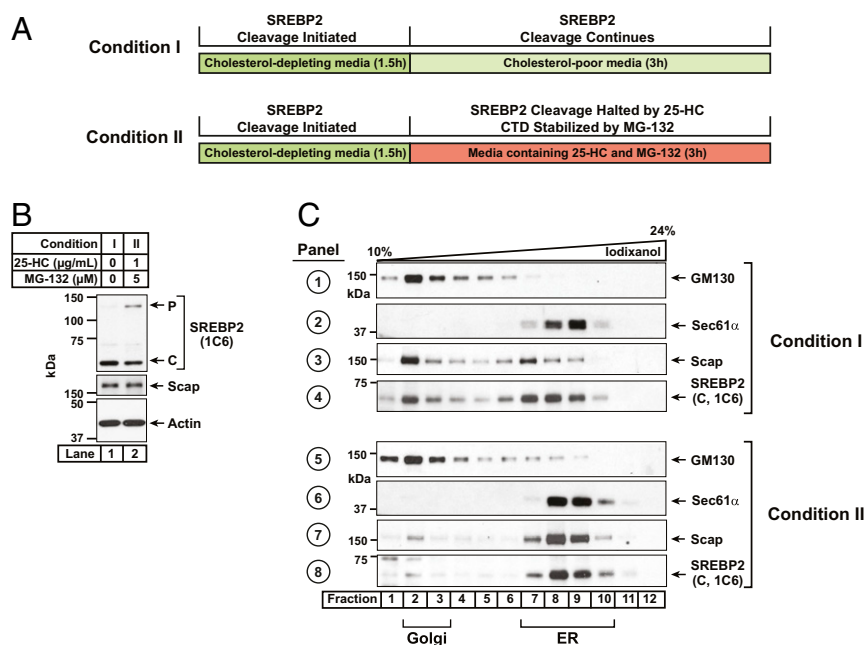 A
SREBP2
Cleavage Initiated
SREBP2
Cleavage Continues
Condition I
Cholesterol-depleting media (1.5h)
Cholesterol-poor media (3h)
SREBP2
Cleavage Initiated
SREBP2 Cleavage Halted by 25-HC
CTD Stabilized by MG-132
Condition II
Cholesterol-depleting media (1.5h)
Media containing 25-HC and MG-132 (3h)
B
Condition I II
25-HC (µg/mL) 0 1
MG-132 (µM) 0 5
150
100
75
kDa
P
C
SREBP2
(1C6)
75
150
Scap
50
37
Actin
Lane 1 2
C
Panel
10%
24%
Iodixanol
1
150
kDa
GM130
2
37
Sec61α
3
150
Scap
4
75
SREBP2
(C, 1C6)
Condition I
5
150
kDa
GM130
6
37
Sec61α
7
150
Scap
8
75
SREBP2
(C, 1C6)
Condition II
Fraction 1 2 3 4 5 6 7 8 9 10 11 12
Golgi
ER